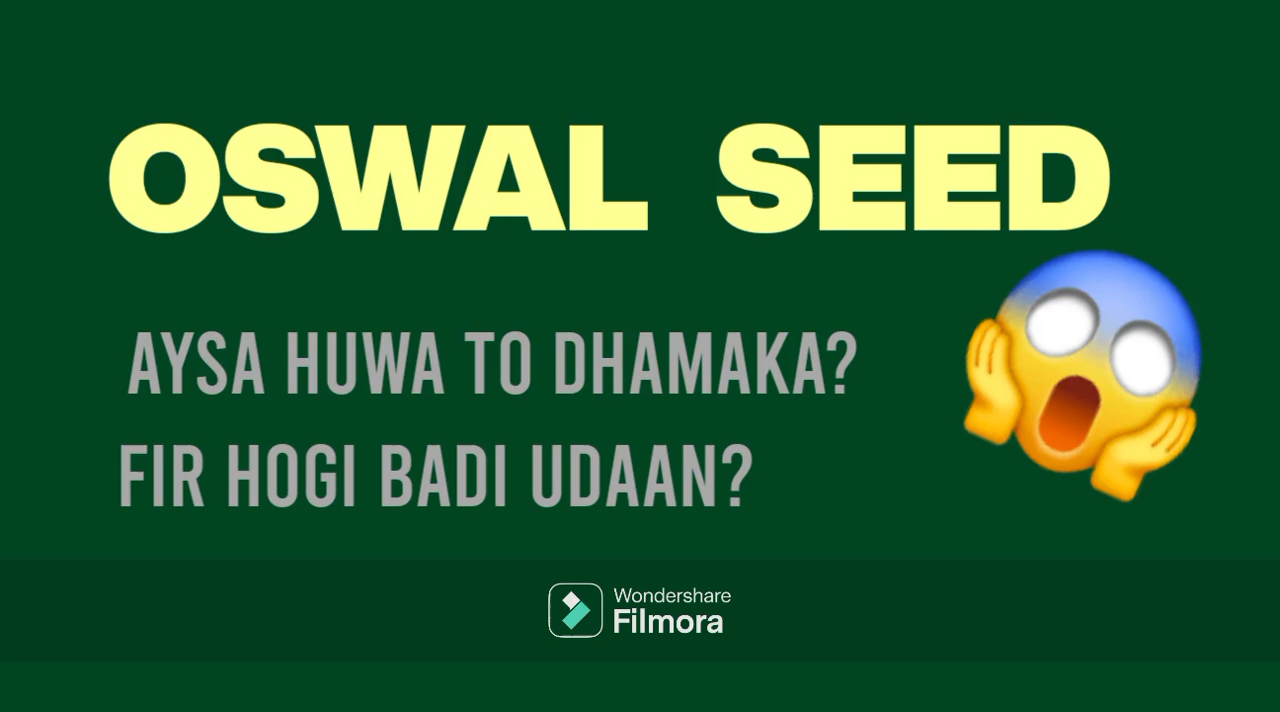 OSWAL SEED
AYSA HUWA TO DHAMAKA?
FIR HOGI BADI UDAAN?
Wondershare
Filmora